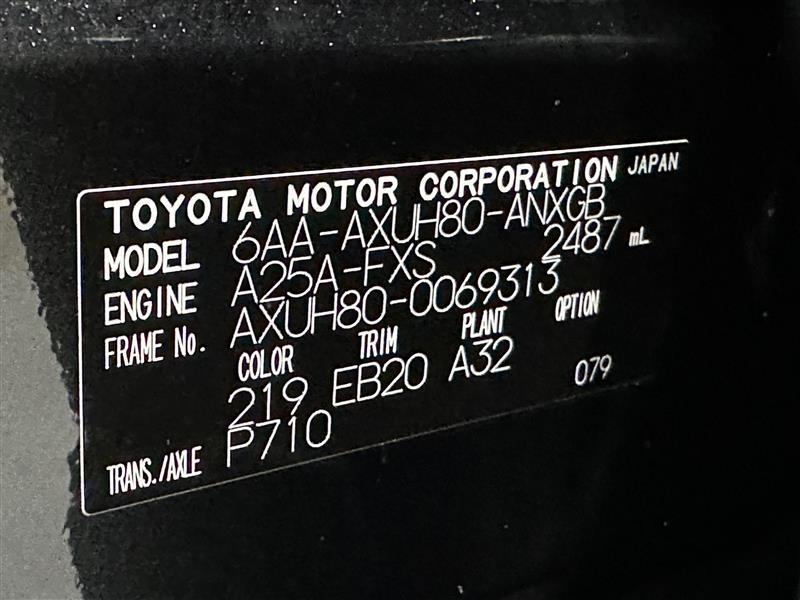 TOYOTA MOTOR CORPORATION JAPAN
MODEL 6AA-AXUH80-ANXGB
ENGINE A25A-FXS 2487 mL
FRAME No. AXUH80-0069313
COLOR TRIM PLANT OPTION
219 EB20 A32 079
TRANS./AXLE P710